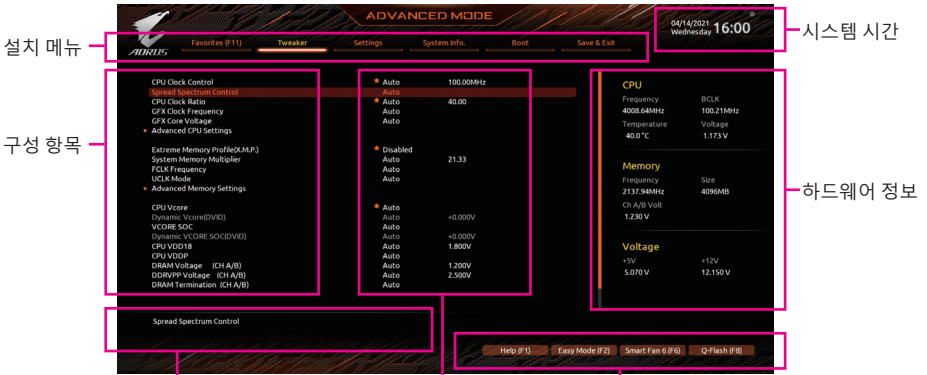 ADVANCED MODE
04/14/2021
Wednesday 16:00
시스템 시간
설치 메뉴
AORUS
Favorites (F11) Tweaker Settings System Info. Boot Save & Exit
구성 항목
CPU Clock Control Auto 100.00MHz
Spread Spectrum Control Auto
CPU Clock Ratio Auto 40.00
GFX Clock Frequency Auto
GFX Core Voltage Auto
Advanced CPU Settings
Extreme Memory Profile(X.M.P.) Disabled
System Memory Multiplier Auto 21.33
FCLK Frequency Auto
UCLK Mode Auto
Advanced Memory Settings
CPU Vcore Auto
Dynamic Vcore(DVID) Auto +0.000V
VCORE SOC Auto
Dynamic VCORE SOC(DVID) Auto +0.000V
CPU VDD18 Auto 1.800V
CPU VDDP Auto
DRAM Voltage (CH A/B) Auto 1.200V
DDRVPP Voltage (CH A/B) Auto 2.500V
DRAM Termination (CH A/B) Auto
CPU
Frequency BCLK
4008.64MHz 100.21MHz
Temperature Voltage
40.0 °C 1.173 V
Memory
Frequency Size
2137.94MHz 4096MB
Ch A/B Volt
1.230 V
Voltage
+5V +12V
5.070 V 12.150 V
하드웨어 정보
Spread Spectrum Control
Help (F1) Easy Mode (F2) Smart Fan 6 (F6) Q-Flash (F8)